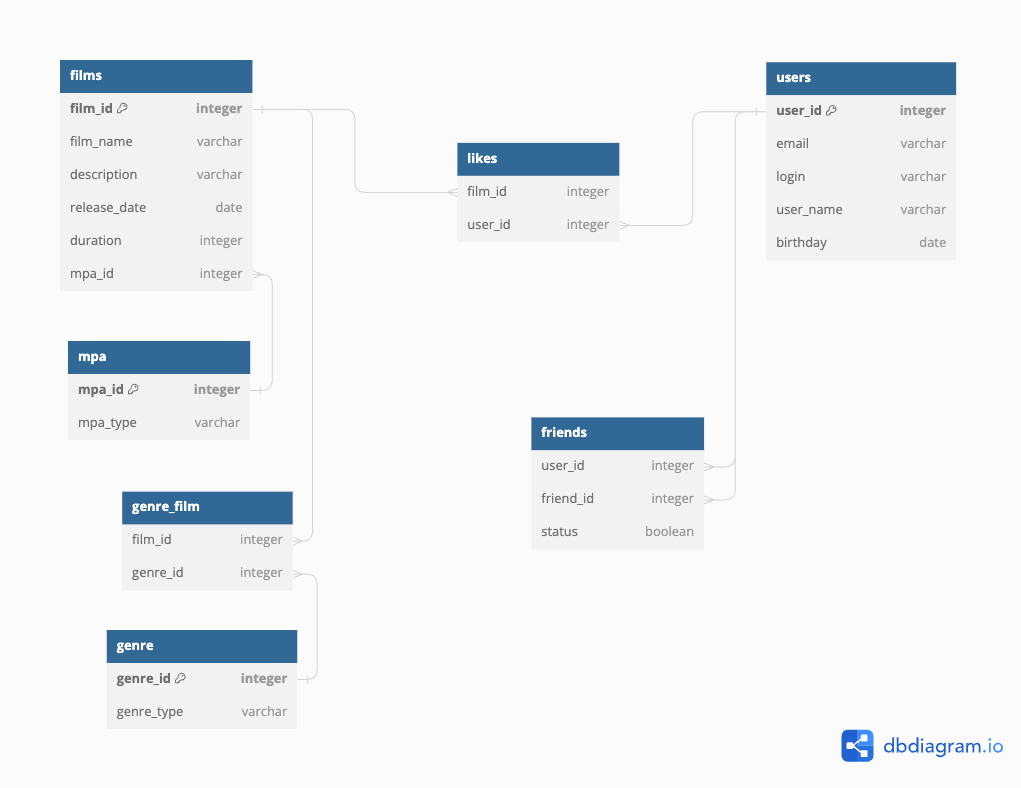 films
film_id integer
film_name varchar
description varchar
release_date date
duration integer
mpa_id integer
mpa
mpa_id integer
mpa_type varchar
genre_film
film_id integer
genre_id integer
genre
genre_id integer
genre_type varchar
likes
film_id integer
user_id integer
friends
user_id integer
friend_id integer
status boolean
users
user_id integer
email varchar
login varchar
user_name varchar
birthday date
dbdiagram.io